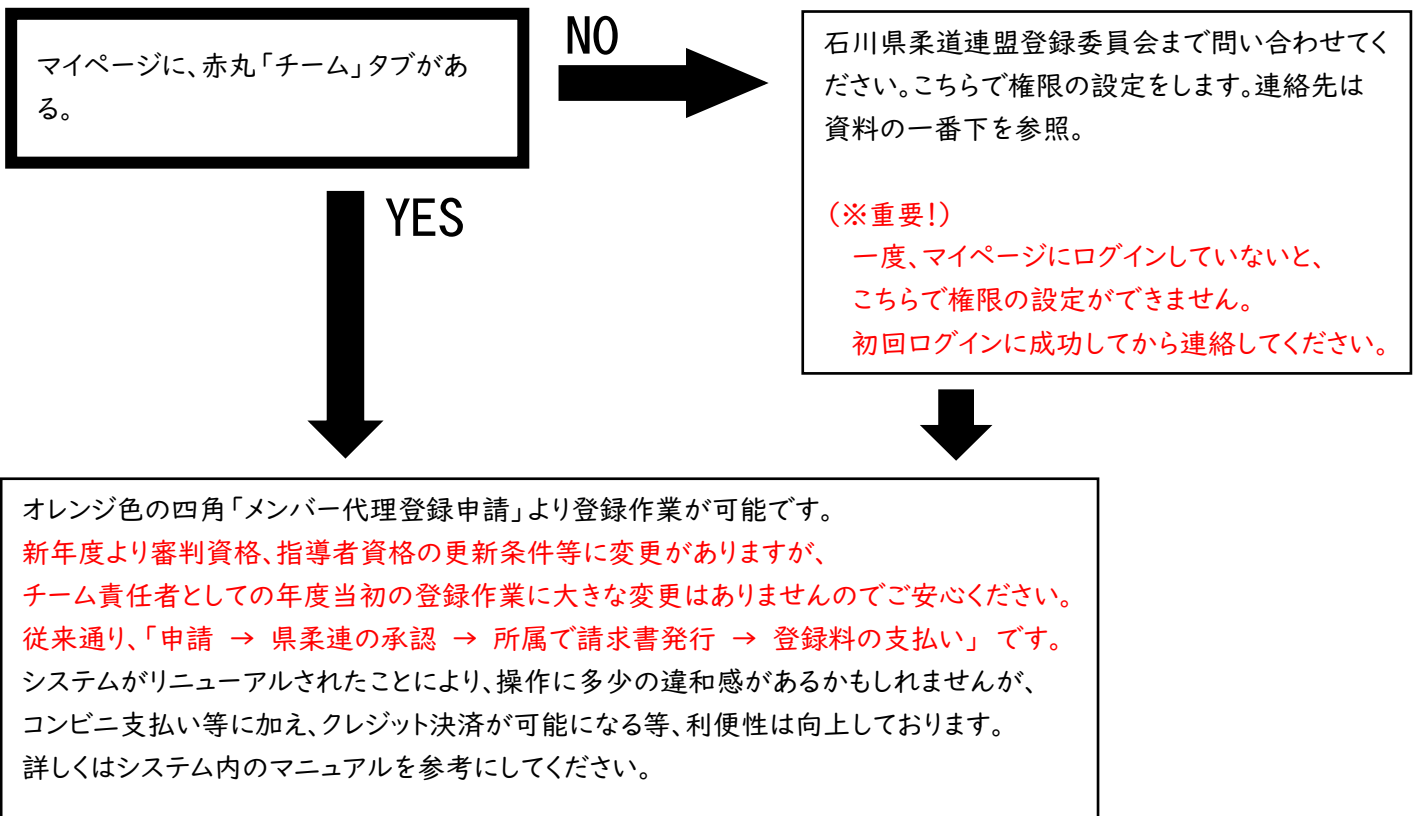 マイページに、赤丸「チーム」タブがあ
る。
NO
石川県柔道連盟登録委員会まで問い合わせてく
ださい。こちらで権限の設定をします。連絡先は
資料の一番下を参照。
(※重要!)
一度、マイページにログインしていないと、
こちらで権限の設定ができません。
初回ログインに成功してから連絡してください。
YES
オレンジ色の四角「メンバー代理登録申請」より登録作業が可能です。
新年度より審判資格、指導者資格の更新条件等に変更がありますが、
チーム責任者としての年度当初の登録作業に大きな変更はありませんのでご安心ください。
従来通り、「申請 → 県柔連の承認 → 所属で請求書発行 → 登録料の支払い」 です。
システムがリニューアルされたことにより、操作に多少の違和感があるかもしれませんが、
コンビニ支払い等に加え、クレジット決済が可能になる等、利便性は向上しております。
詳しくはシステム内のマニュアルを参考にしてください。